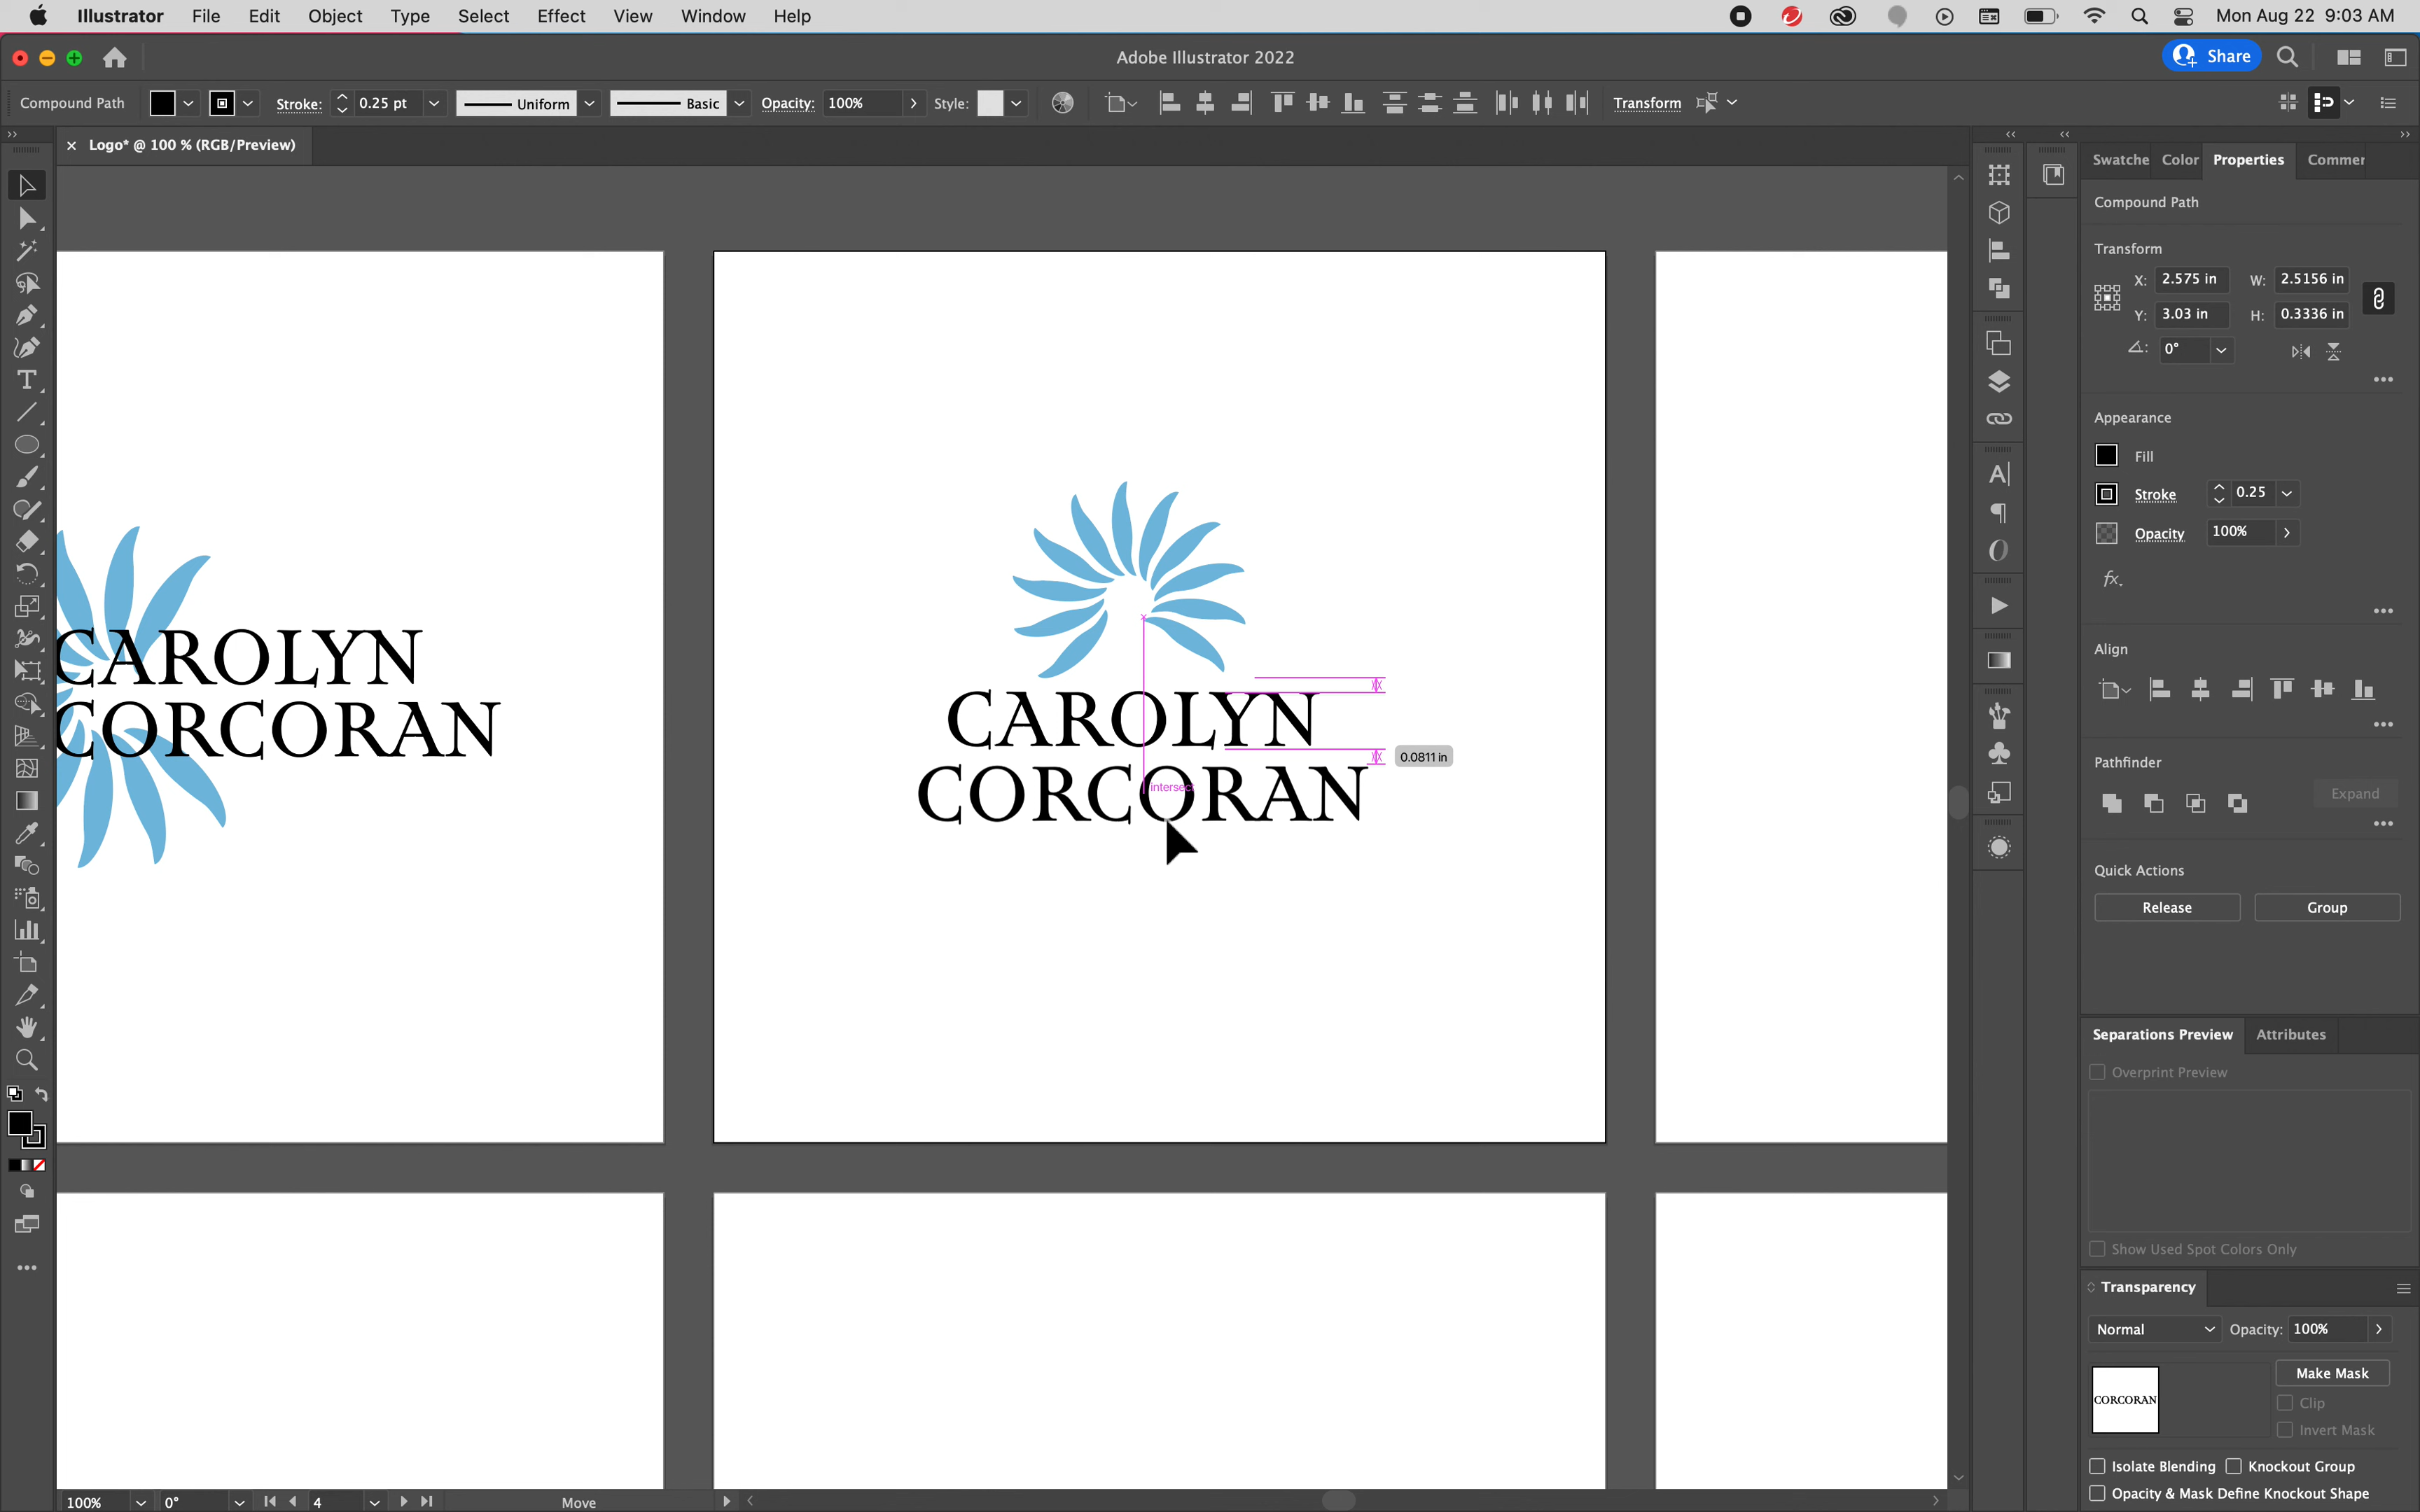 Illustrator File Edit Object Type Select Effect View Window Help Mon Aug 22 9:03 AM
Adobe Illustrator 2022 Share
Compound Path Stroke: 0.25 pt Uniform Basic Opacity: 100% Style: Transform
Logo* @ 100 % (RGB/Preview)
Swatche Color Properties Commer
Compound Path
Transform
X: 2.575 in W: 2.5156 in
Y: 3.03 in H: 0.3336 in
0°
Appearance
Fill
Stroke 0.25
Opacity 100%
fx.
Align
Pathfinder
Expand
Quick Actions
Release Group
Separations Preview Attributes
Overprint Preview
Show Used Spot Colors Only
Transparency
Normal Opacity: 100%
Make Mask
CORCORAN
Clip
Invert Mask
Isolate Blending Knockout Group
Opacity & Mask Define Knockout Shape
CAROLYN
CORCORAN
CAROLYN
CORCORAN
intersect
0.0811 in
100% 0° 4 Move